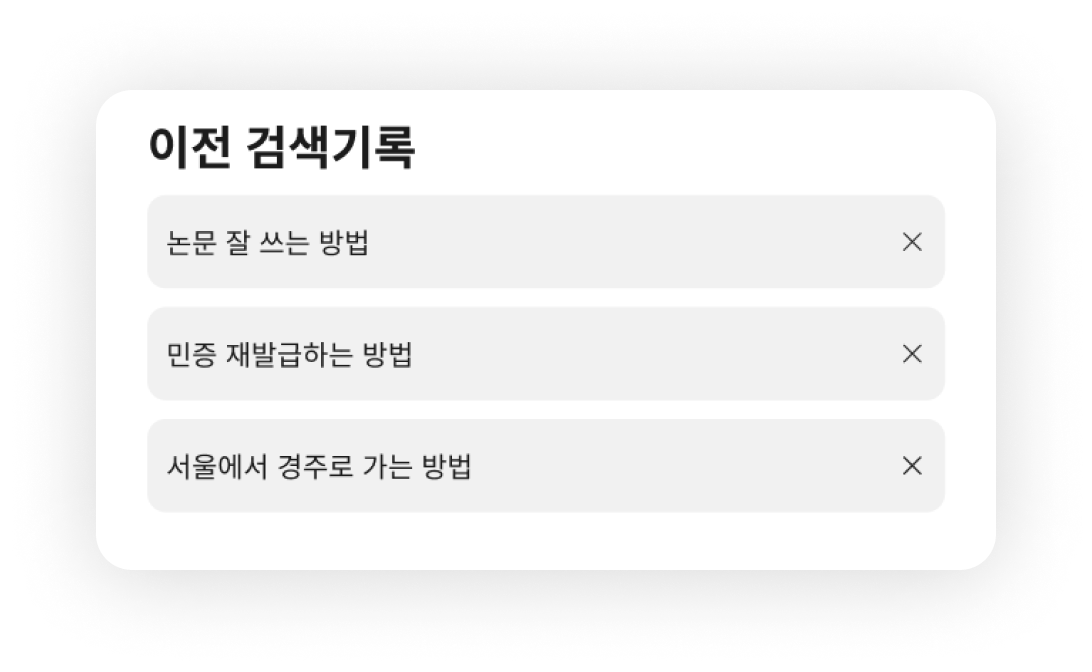 이전 검색기록
논문 잘 쓰는 방법
민증 재발급하는 방법
서울에서 경주로 가는 방법